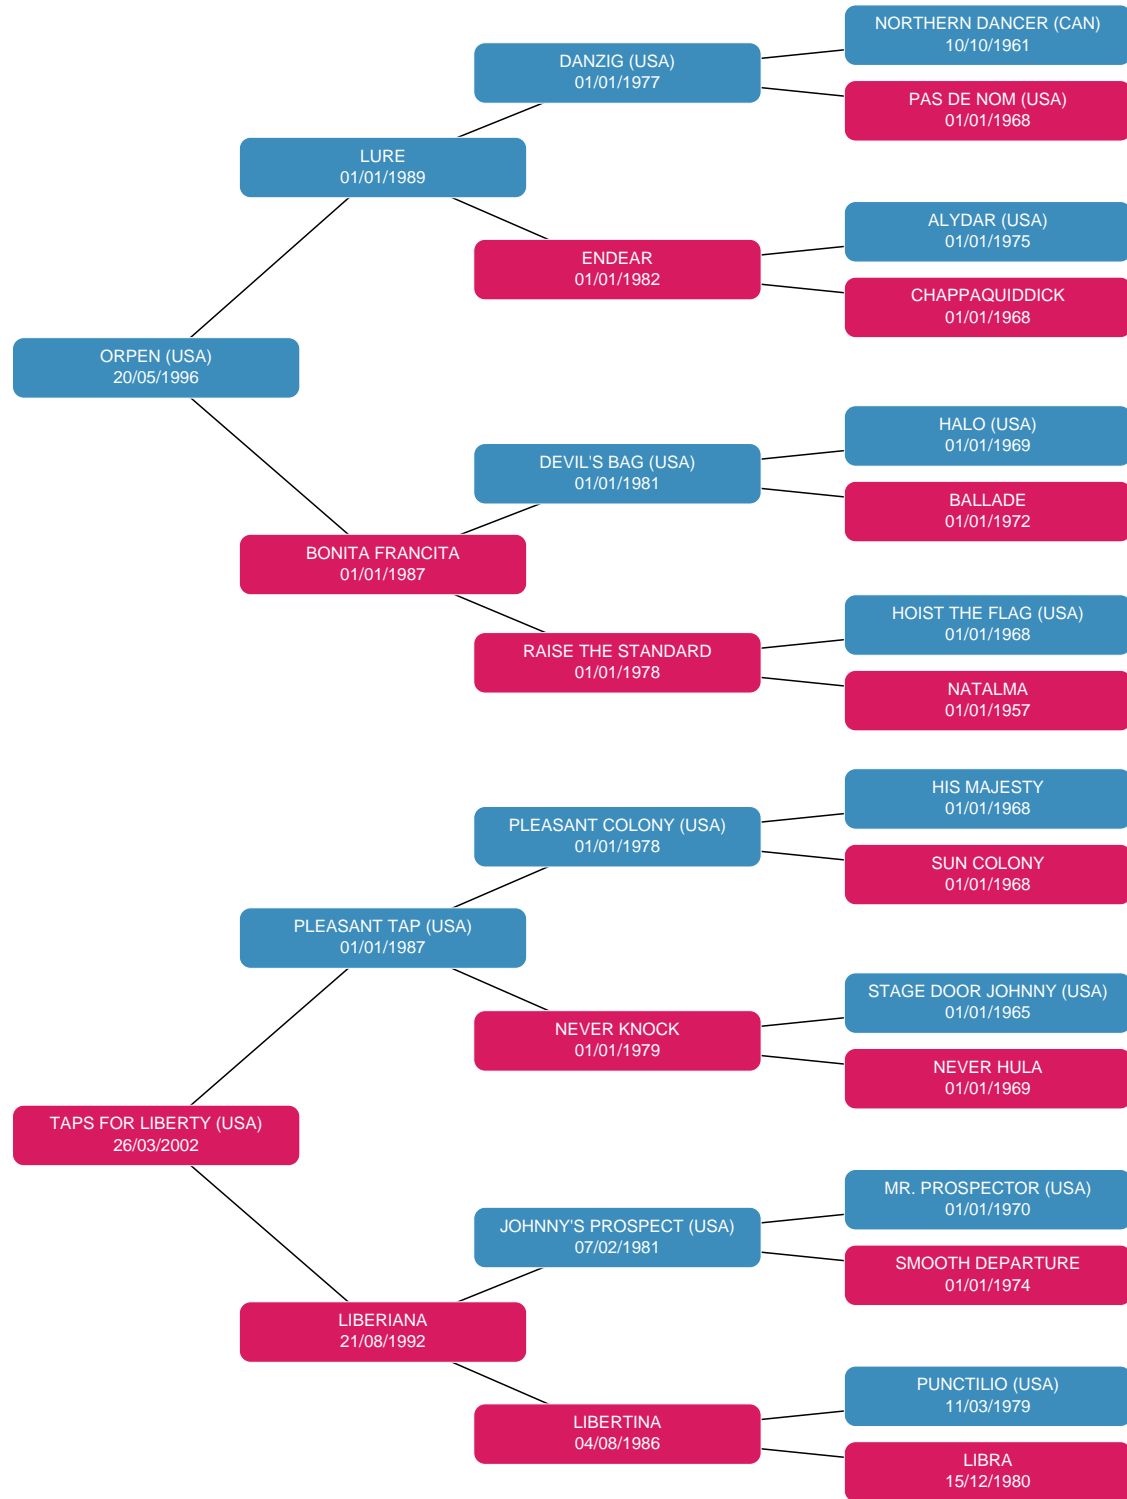 NORTHERN DANCER (CAN)
10/10/1961
DANZIG (USA)
01/01/1977
PAS DE NOM (USA)
01/01/1968
LURE
01/01/1989
ALYDAR (USA)
01/01/1975
ENDEAR
01/01/1982
CHAPPAQUIDDICK
01/01/1968
ORPEN (USA)
20/05/1996
HALO (USA)
01/01/1969
DEVIL'S BAG (USA)
01/01/1981
BALLADE
01/01/1972
BONITA FRANCITA
01/01/1987
HOIST THE FLAG (USA)
01/01/1968
RAISE THE STANDARD
01/01/1978
NATALMA
01/01/1957
HIS MAJESTY
01/01/1968
PLEASANT COLONY (USA)
01/01/1978
SUN COLONY
01/01/1968
PLEASANT TAP (USA)
01/01/1987
STAGE DOOR JOHNNY (USA)
01/01/1965
NEVER KNOCK
01/01/1979
NEVER HULA
01/01/1969
TAPS FOR LIBERTY (USA)
26/03/2002
MR. PROSPECTOR (USA)
01/01/1970
JOHNNY'S PROSPECT (USA)
07/02/1981
SMOOTH DEPARTURE
01/01/1974
LIBERIANA
21/08/1992
PUNCTILIO (USA)
11/03/1979
LIBERTINA
04/08/1986
LIBRA
15/12/1980